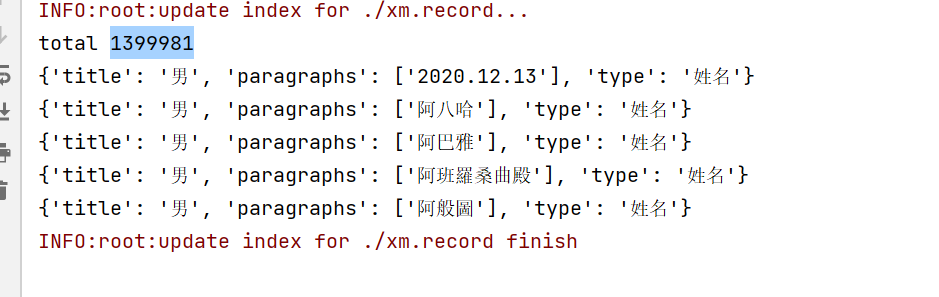 INFO:root:update index for ./xm.record...
total 1399981
{'title': '男', 'paragraphs': ['2020.12.13'], 'type': '姓名'}
{'title': '男', 'paragraphs': ['阿八哈'], 'type': '姓名'}
{'title': '男', 'paragraphs': ['阿巴雅'], 'type': '姓名'}
{'title': '男', 'paragraphs': ['阿班羅桑曲殿'], 'type': '姓名'}
{'title': '男', 'paragraphs': ['阿般圖'], 'type': '姓名'}
INFO:root:update index for ./xm.record finish